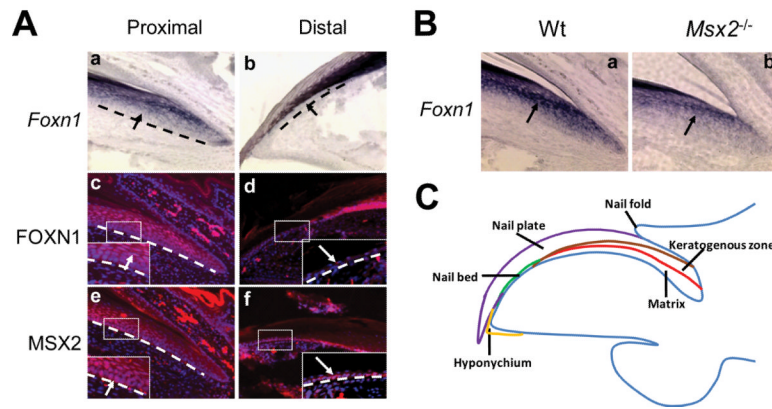 A
Proximal
Distal
a
b
Foxn1
c
d
FOXN1
e
f
MSX2
B
Wt
Msx2-/-
a
b
Foxn1
C
Nail fold
Nail plate
Keratogenous zone
Nail bed
Matrix
Hyponychium